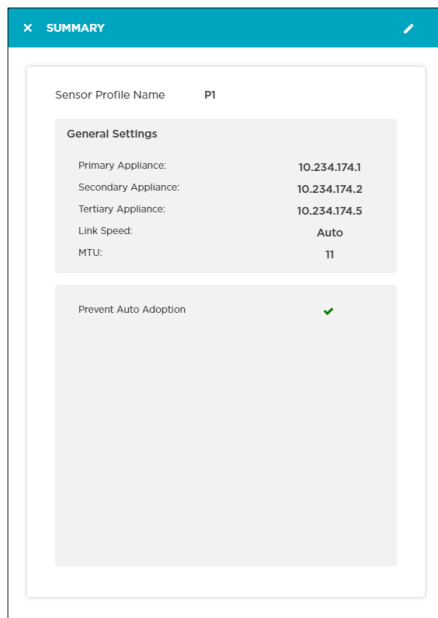 SUMMARY
Sensor Profile Name P1
General Settings
Primary Appliance: 10.234.174.1
Secondary Appliance: 10.234.174.2
Tertiary Appliance: 10.234.174.5
Link Speed: Auto
MTU: 11
Prevent Auto Adoption